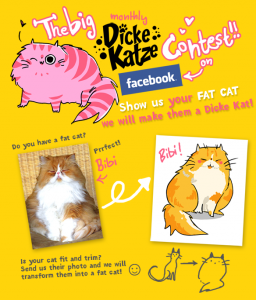 The big
monthly
Dicke
Katze
Contest!!
facebook
on
Show us your FAT CAT
we will make them a Dicke Kat!
Do you have a fat cat?
Prrfect!
Bibi
Bibi!
Is your cat fit and trim?
Send us their photo and we will
transform them into a fat cat!